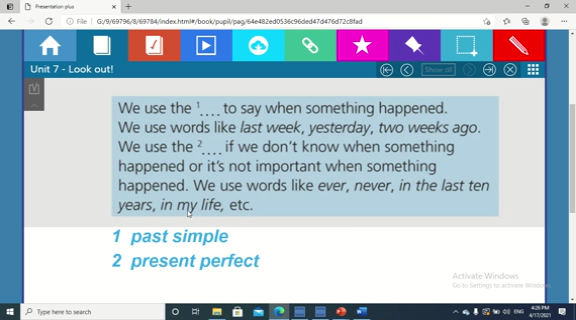 Presentation plus
File | G:/9/69796/8/69784/index.html#/book/pupil/pag/64e482ed0536c96ded47d476d72c8fad
Unit 7 - Look out!
Show all
We use the 1.... to say when something happened.
We use words like last week, yesterday, two weeks ago.
We use the 2.... if we don't know when something
happened or it's not important when something
happened. We use words like ever, never, in the last ten
years, in my life, etc.
1 past simple
2 present perfect
Activate Windows
Go to Settings to activate Windows.
Type here to search
ENG
4:26 PM
4/17/2021